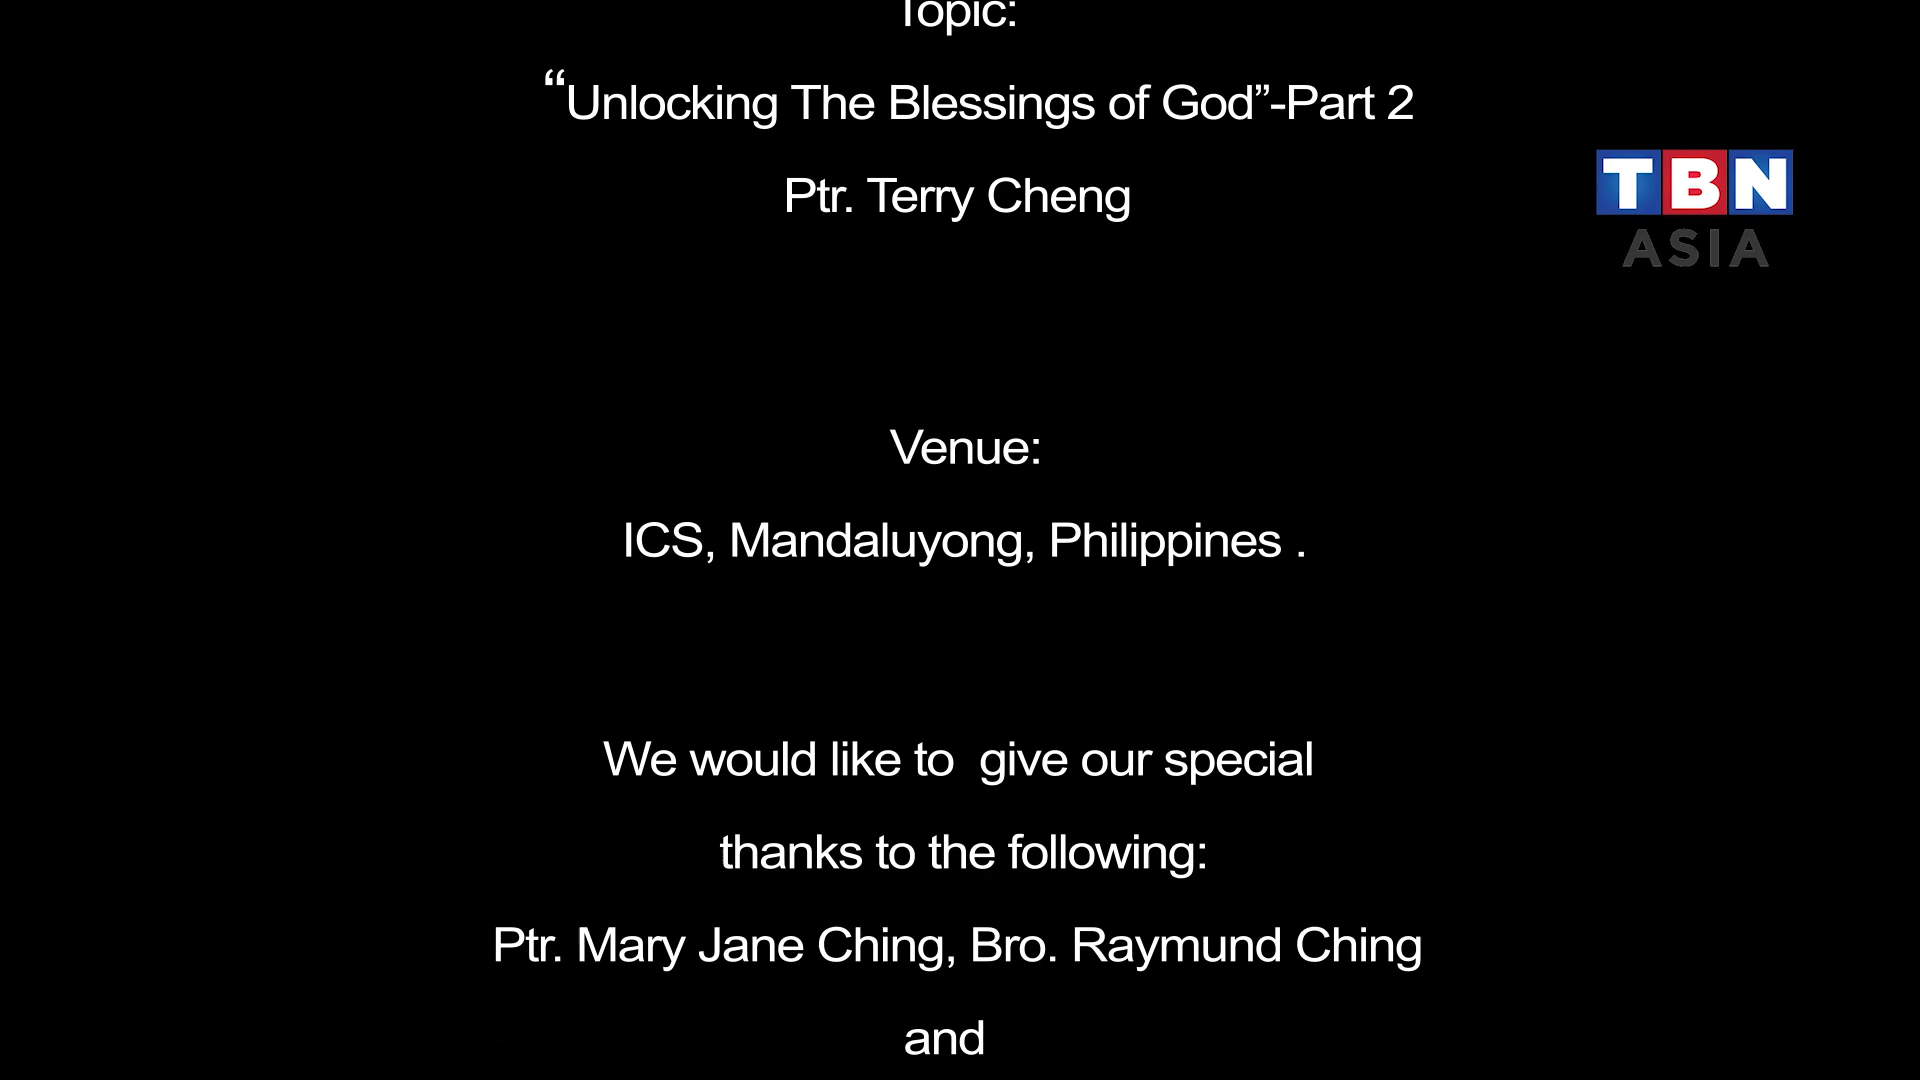 Topic:
“Unlocking The Blessings of God”-Part 2
Ptr. Terry Cheng
TBN
ASIA
Venue:
ICS, Mandaluyong, Philippines .
We would like to  give our special
thanks to the following:
Ptr. Mary Jane Ching, Bro. Raymund Ching
and